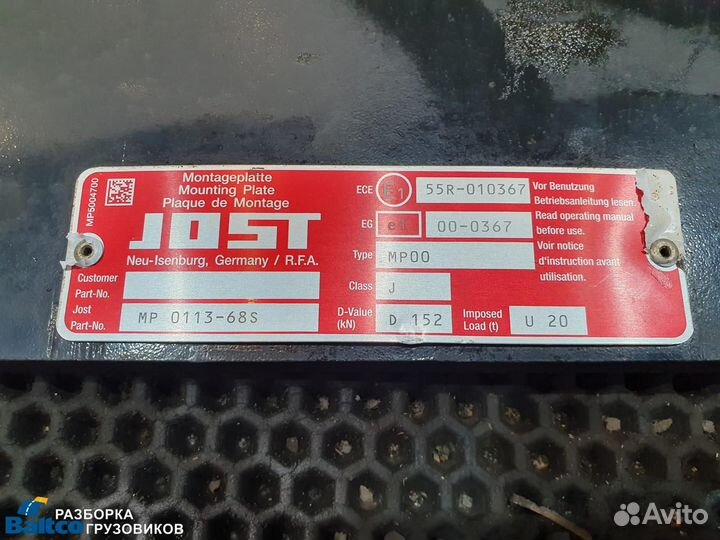 MP5004700
Montageplatte
Mounting Plate
Plaque de Montage
JOST
Neu-Isenburg, Germany / R.F.A.
Customer
Part-No.
Jost
Part-No.
MP 0113-68S
ECE
E1
55R-010367
EG
e1
00-0367
Type
MP00
Class
J
D-Value
(kN)
D 152
Imposed
Load (t)
U 20
Vor Benutzung
Betriebsanleitung lesen.
Read operating manual
before use.
Voir notice
d'instruction avant
utilisation.
Baltco
РАЗБОРКА
ГРУЗОВИКОВ
Avito